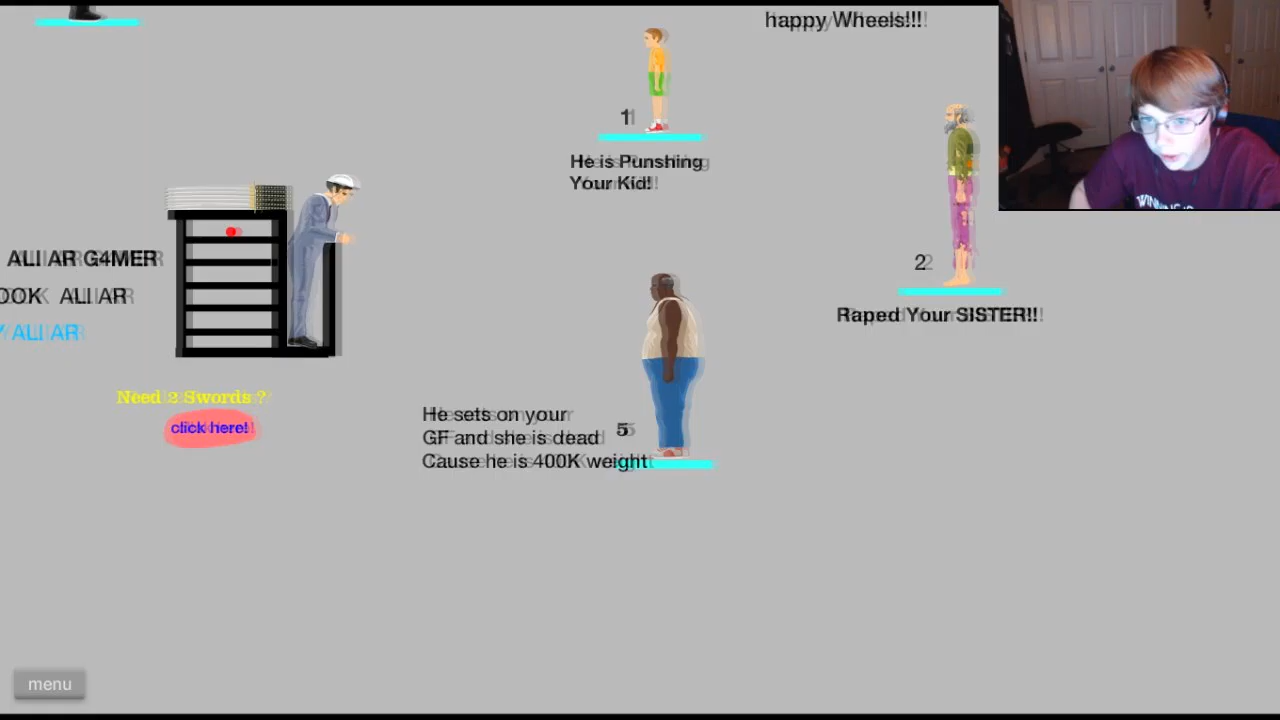 happy Wheels!!!
1
He is Punshing
Your Kid!
ALI AR G4MER
OOK ALI AR
Y ALI AR
2
Raped Your SISTER!!
Need 2 Swords ?
click here!
He sets on your
GF and she is dead
Cause he is 400K weight
5
menu